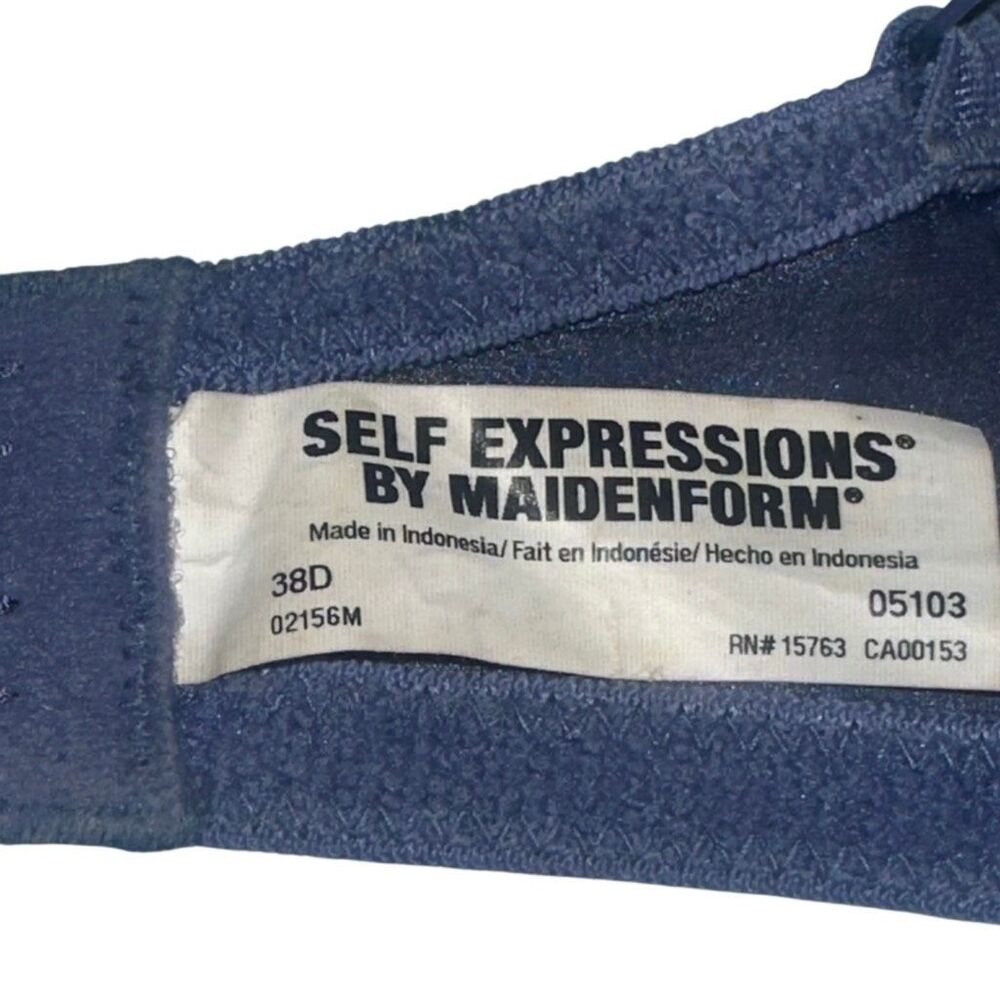 SELF EXPRESSIONS®
BY MAIDENFORM®
Made in Indonesia/ Fait en Indonésie/ Hecho en Indonesia
38D
05103
02156M
RN# 15763 CA00153